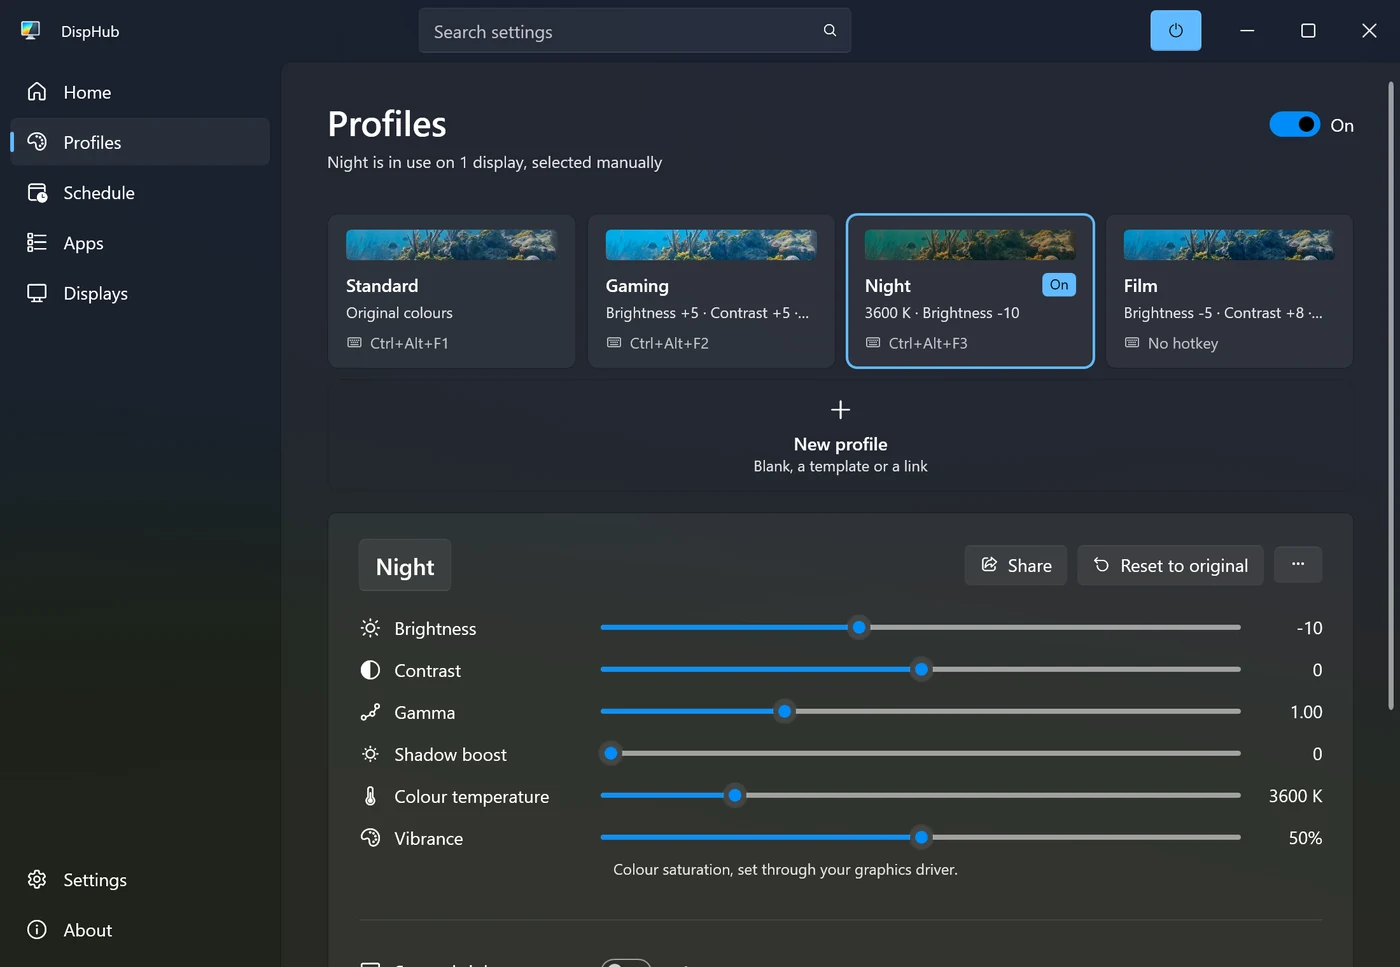 DispHub
Search settings
Home
Profiles
Schedule
Apps
Displays
Settings
About
Profiles
On
Night is in use on 1 display, selected manually
Standard
Original colours
Ctrl+Alt+F1
Gaming
Brightness +5 · Contrast +5 ·...
Ctrl+Alt+F2
Night
On
3600 K · Brightness -10
Ctrl+Alt+F3
Film
Brightness -5 · Contrast +8 ·...
No hotkey
New profile
Blank, a template or a link
Night
Share
Reset to original
Brightness
-10
Contrast
0
Gamma
1.00
Shadow boost
0
Colour temperature
3600 K
Vibrance
50%
Colour saturation, set through your graphics driver.